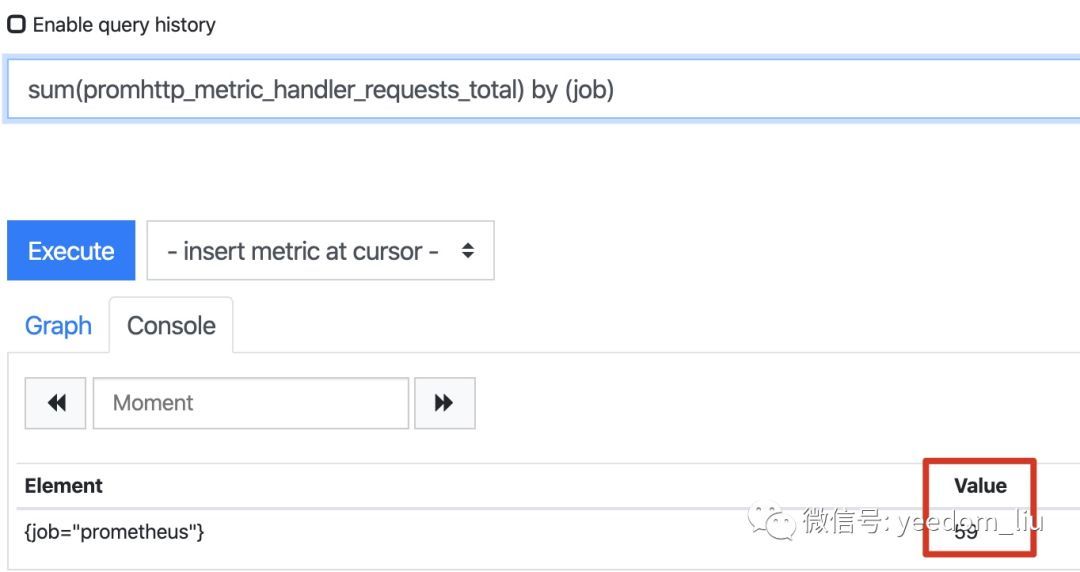 Enable query history
sum(promhttp_metric_handler_requests_total) by (job)
Execute
- insert metric at cursor -
Graph
Console
Moment
Element
Value
{job="prometheus"}
59
微信号: yeedom_liu